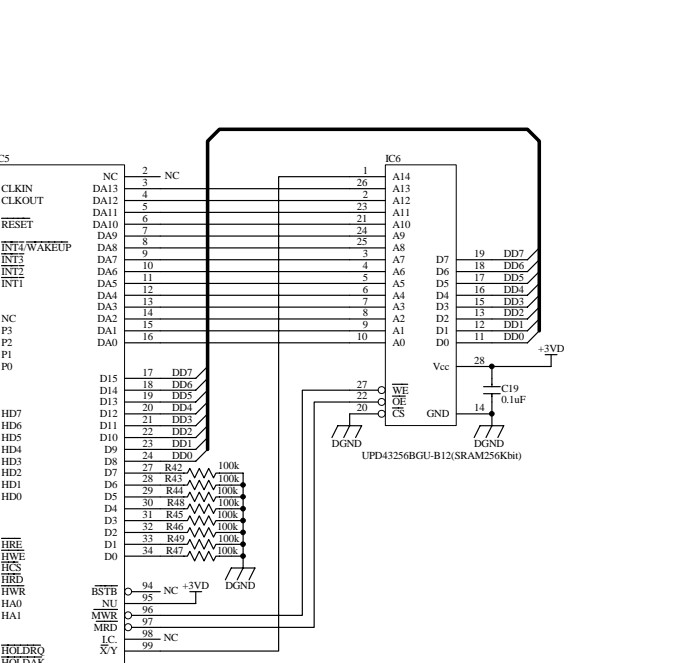 C5
IC6
NC 2 NC 1 A14
CLKIN DA13 3 26 A13
CLKOUT DA12 4 2 A12
DA11 5 23 A11
RESET DA10 6 21 A10
DA9 7 24 A9
INT4/WAKEUP DA8 8 25 A8
INT3 DA7 9 3 A7 D7 19 DD7
INT2 DA6 10 4 A6 D6 18 DD6
INT1 DA5 11 5 A5 D5 17 DD5
DA4 12 6 A4 D4 16 DD4
DA3 13 7 A3 D3 15 DD3
NC DA2 14 8 A2 D2 13 DD2
P3 DA1 15 9 A1 D1 12 DD1
P2 DA0 16 10 A0 D0 11 DD0
P1
+3VD
P0 Vcc 28
D15 17 DD7
D14 18 DD6 27 WE C19
D13 19 DD5 22 OE 0.1uF
HD7 D12 20 DD4 20 CS GND 14
HD6 D11 21 DD3
HD5 D10 22 DD2
HD4 D9 23 DD1 DGND DGND
HD3 D8 24 DD0 UPD43256BGU-B12(SRAM256Kbit)
HD2 D7 27 R42 100k
HD1 D6 28 R43 100k
HD0 D5 29 R44 100k
D4 30 R48 100k
D3 31 R45 100k
D2 32 R46 100k
HRE D1 33 R49 100k
HWE D0 34 R47 100k
HCS
HRD DGND
HWR BSTB 94 NC +3VD
HA0 NU 95
HA1 MWR 96
MRD 97
I.C. 98 NC
HOLDRQ X/Y 99
HOLDAK